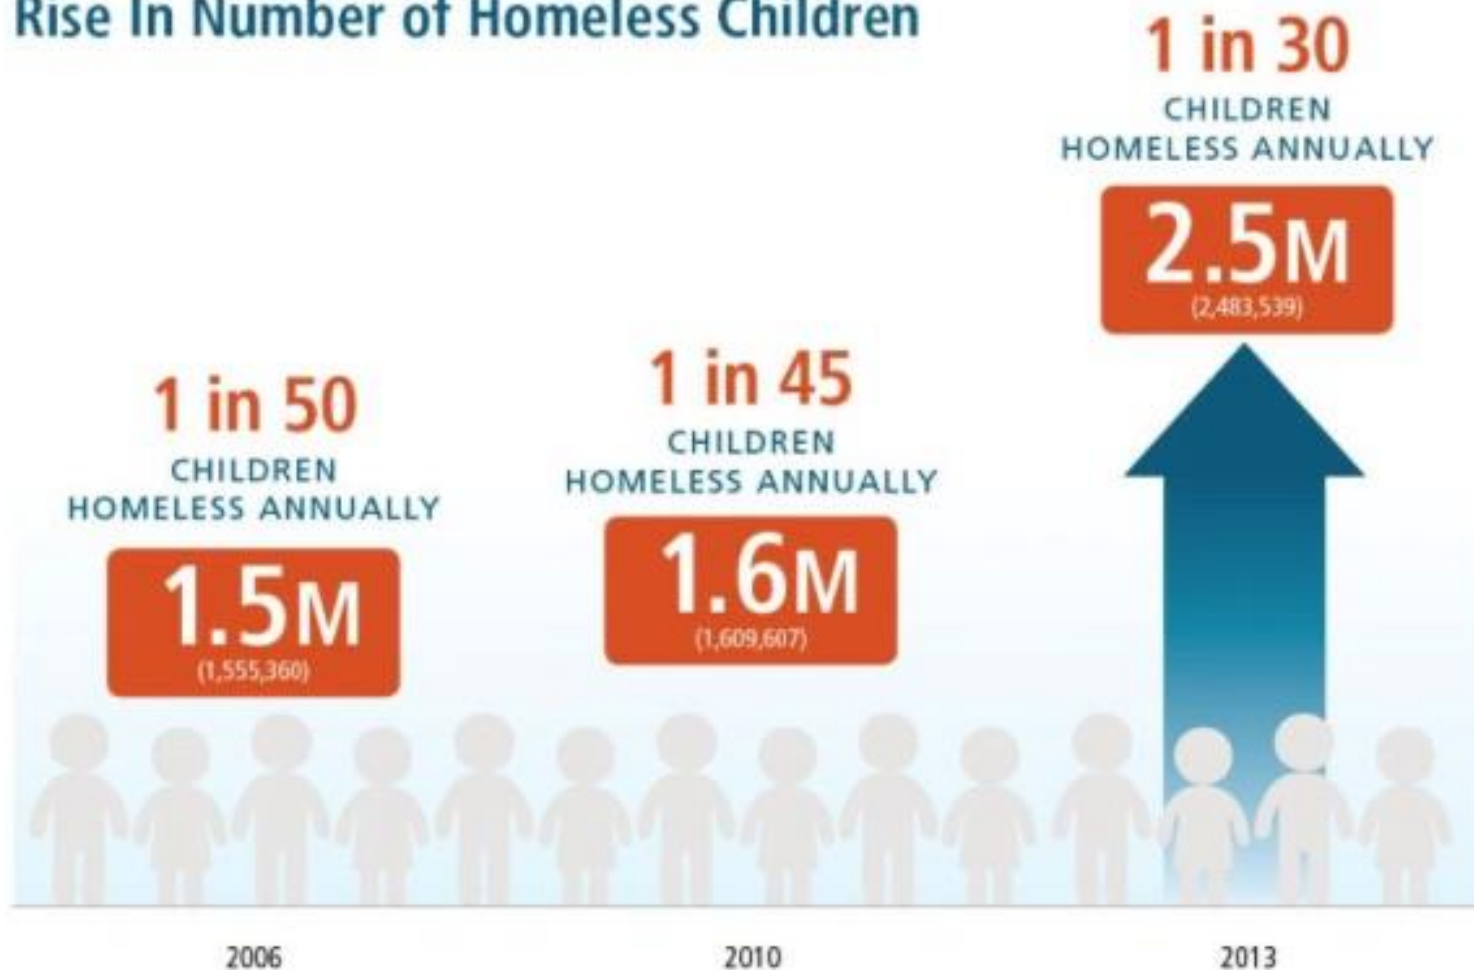 Rise In Number of Homeless Children
1 in 50
CHILDREN
HOMELESS ANNUALLY
1.5M
(1,555,360)
1 in 45
CHILDREN
HOMELESS ANNUALLY
1.6M
(1,609,607)
1 in 30
CHILDREN
HOMELESS ANNUALLY
2.5M
(2,483,539)
2006
2010
2013